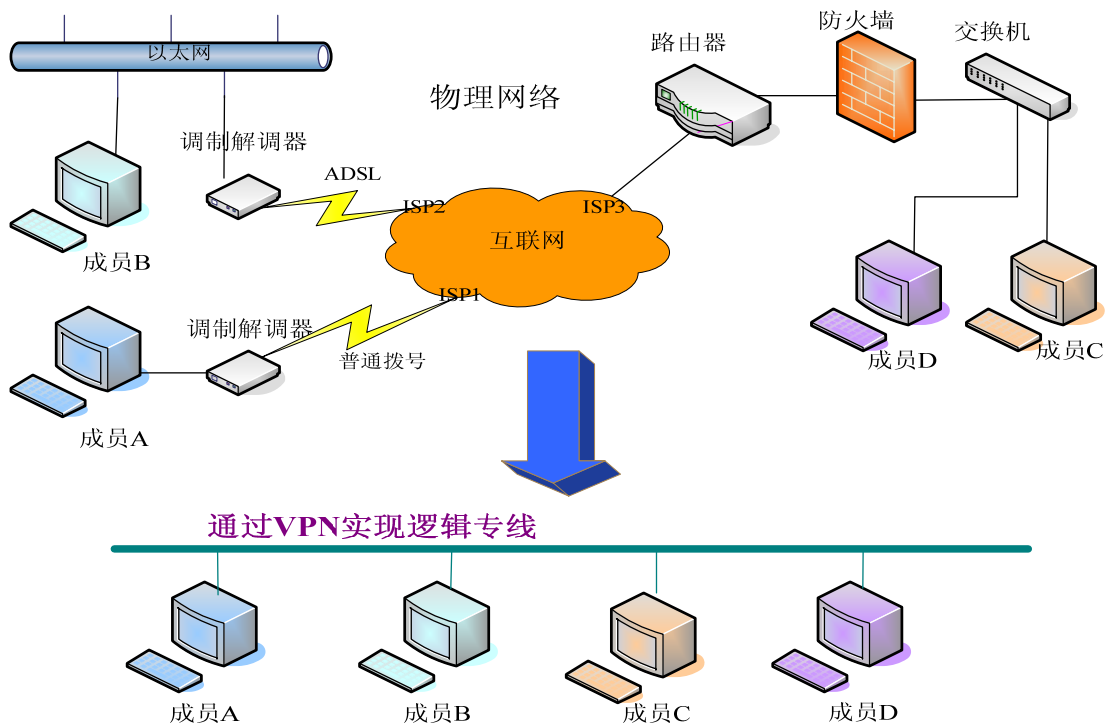 以太网
物理网络
路由器
防火墙
交换机
调制解调器
ADSL
ISP2
ISP3
互联网
成员B
ISP1
调制解调器
普通拨号
成员D
成员C
成员A
通过VPN实现逻辑专线
成员A
成员B
成员C
成员D